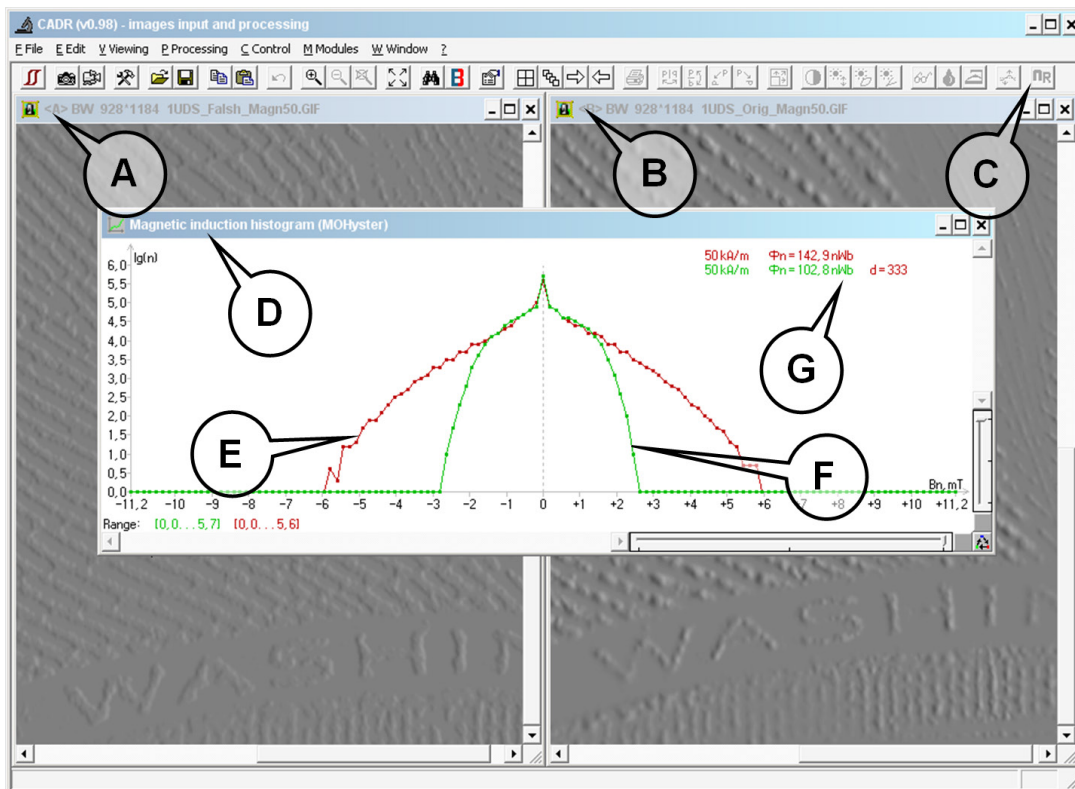 CADR (v0.98) - images input and processing
F File E Edit V Viewing P Processing C Control M Modules W Window ?
ПR
<A> BW 928*1184 1UDS_Falsh_Magn50.GIF
<B> BW 928*1184 1UDS_Orig_Magn50.GIF
A
B
C
Magnetic induction histogram (MOHyster)
lg(n)
50 kA/m Фn = 142,9 nWb
50 kA/m Фn = 102,8 nWb d = 333
6,0
5,5
5,0
4,5
4,0
3,5
3,0
2,5
2,0
1,5
1,0
0,5
0,0
D
G
E
F
Bn, mT
-11,2 -10 -9 -8 -7 -6 -5 -4 -3 -2 -1 0 +1 +2 +3 +4 +5 +6 +7 +8 +9 +10 +11,2
Range: [0,0...5,7] [0,0...5,6]
WASHIN
WASHIN